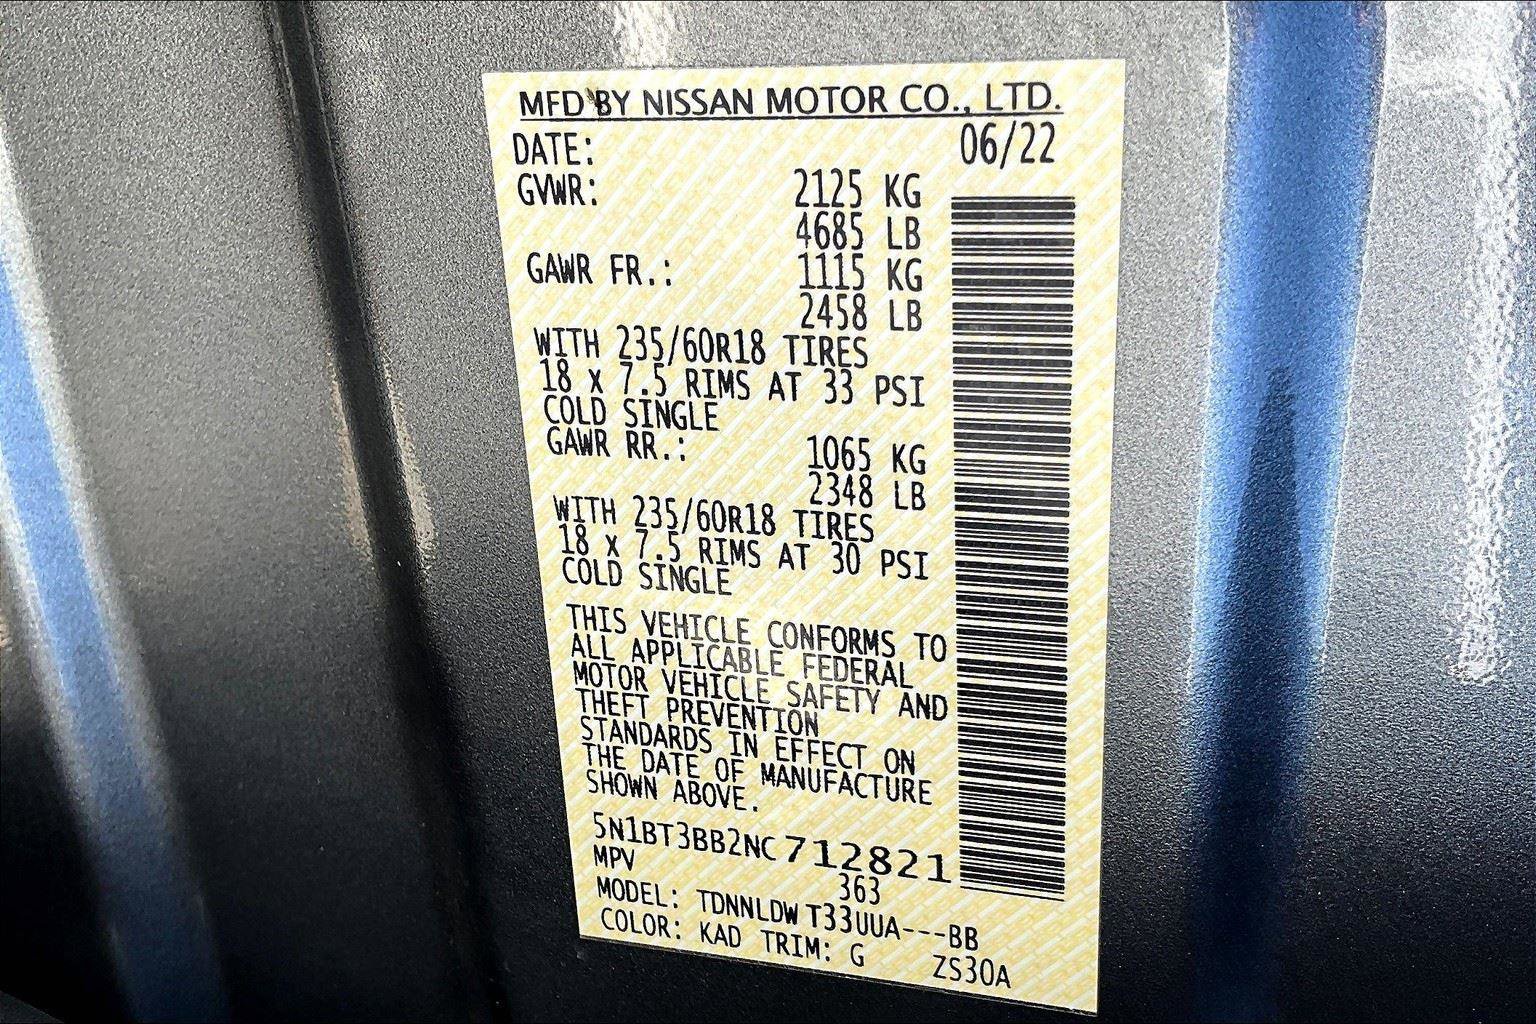 MFD BY NISSAN MOTOR CO., LTD.
DATE: 06/22
GVWR: 2125 KG
4685 LB
GAWR FR.: 1115 KG
2458 LB
WITH 235/60R18 TIRES
18 x 7.5 RIMS AT 33 PSI
COLD SINGLE
GAWR RR.: 1065 KG
2348 LB
WITH 235/60R18 TIRES
18 x 7.5 RIMS AT 30 PSI
COLD SINGLE
THIS VEHICLE CONFORMS TO
ALL APPLICABLE FEDERAL
MOTOR VEHICLE SAFETY AND
THEFT PREVENTION
STANDARDS IN EFFECT ON
THE DATE OF MANUFACTURE
SHOWN ABOVE.
5N1BT3BB2NC712821
MPV 363
MODEL: TDNNLDW T33UUA---BB
COLOR: KAD TRIM: G ZS30A